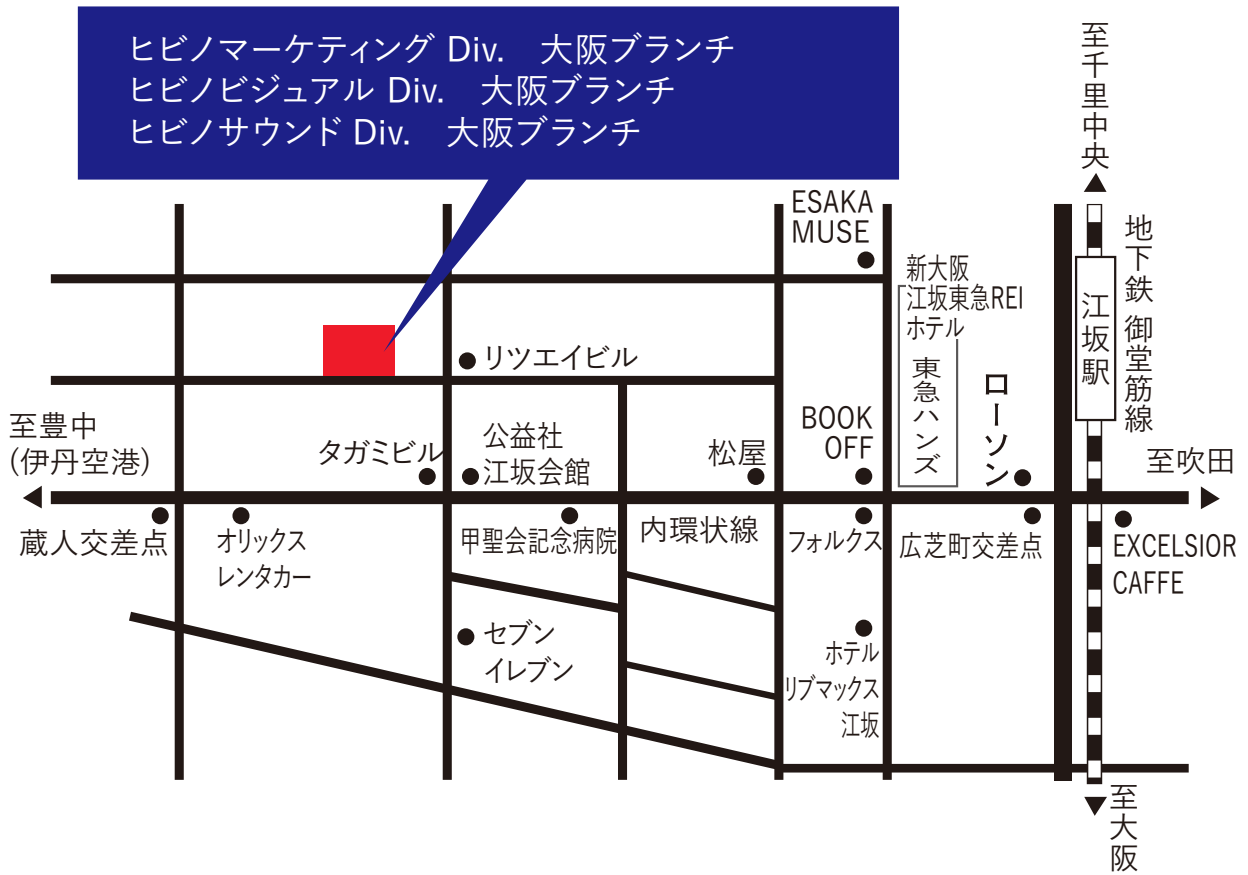 ヒビノマーケティング Div.　大阪ブランチ
ヒビノビジュアル Div.　大阪ブランチ
ヒビノサウンド Div.　大阪ブランチ
至千里中央
ESAKA
MUSE
新大阪
江坂東急REI
ホテル
東急ハンズ
ローソン
江坂駅
地下鉄 御堂筋線
リツエイビル
至豊中
(伊丹空港)
タガミビル
公益社
江坂会館
松屋
BOOK
OFF
至吹田
蔵人交差点
オリックス
レンタカー
甲聖会記念病院
内環状線
フォルクス
広芝町交差点
EXCELSIOR
CAFFE
セブン
イレブン
ホテル
リブマックス
江坂
至大阪